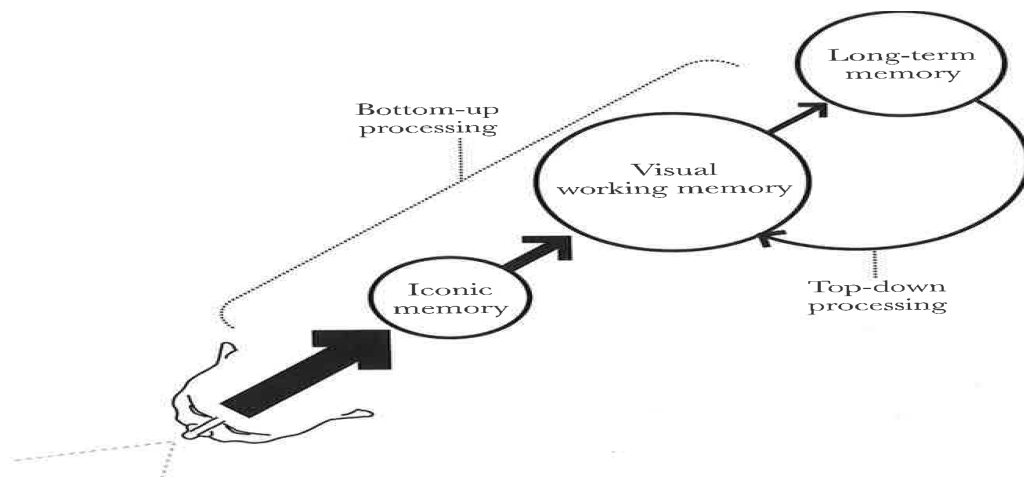 Long-term
memory
Bottom-up
processing
Visual
working memory
Iconic
memory
Top-down
processing